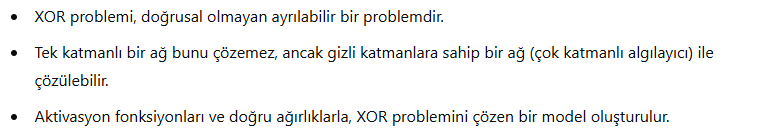 • XOR problemi, doğrusal olmayan ayrılabilir bir problemdir.
• Tek katmanlı bir ağ bunu çözemez, ancak gizli katmanlara sahip bir ağ (çok katmanlı algılayıcı) ile
çözülebilir.
• Aktivasyon fonksiyonları ve doğru ağırlıklarla, XOR problemini çözen bir model oluşturulur.